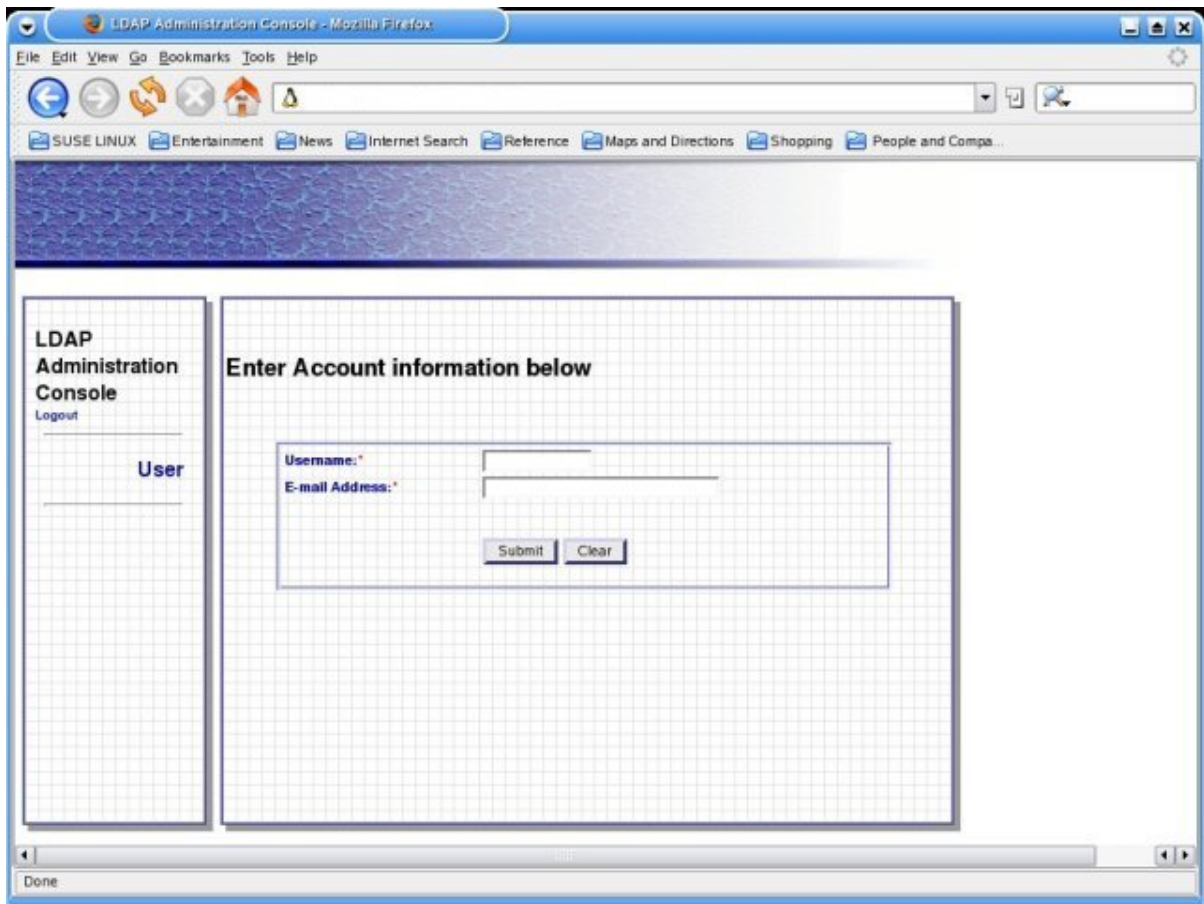 LDAP Administration Console - Mozilla Firefox
File Edit View Go Bookmarks Tools Help
SUSE LINUX Entertainment News Internet Search Reference Maps and Directions Shopping People and Compa...
LDAP
Administration
Console
Logout
User
Enter Account information below
Username:*
E-mail Address:*
Submit Clear
Done